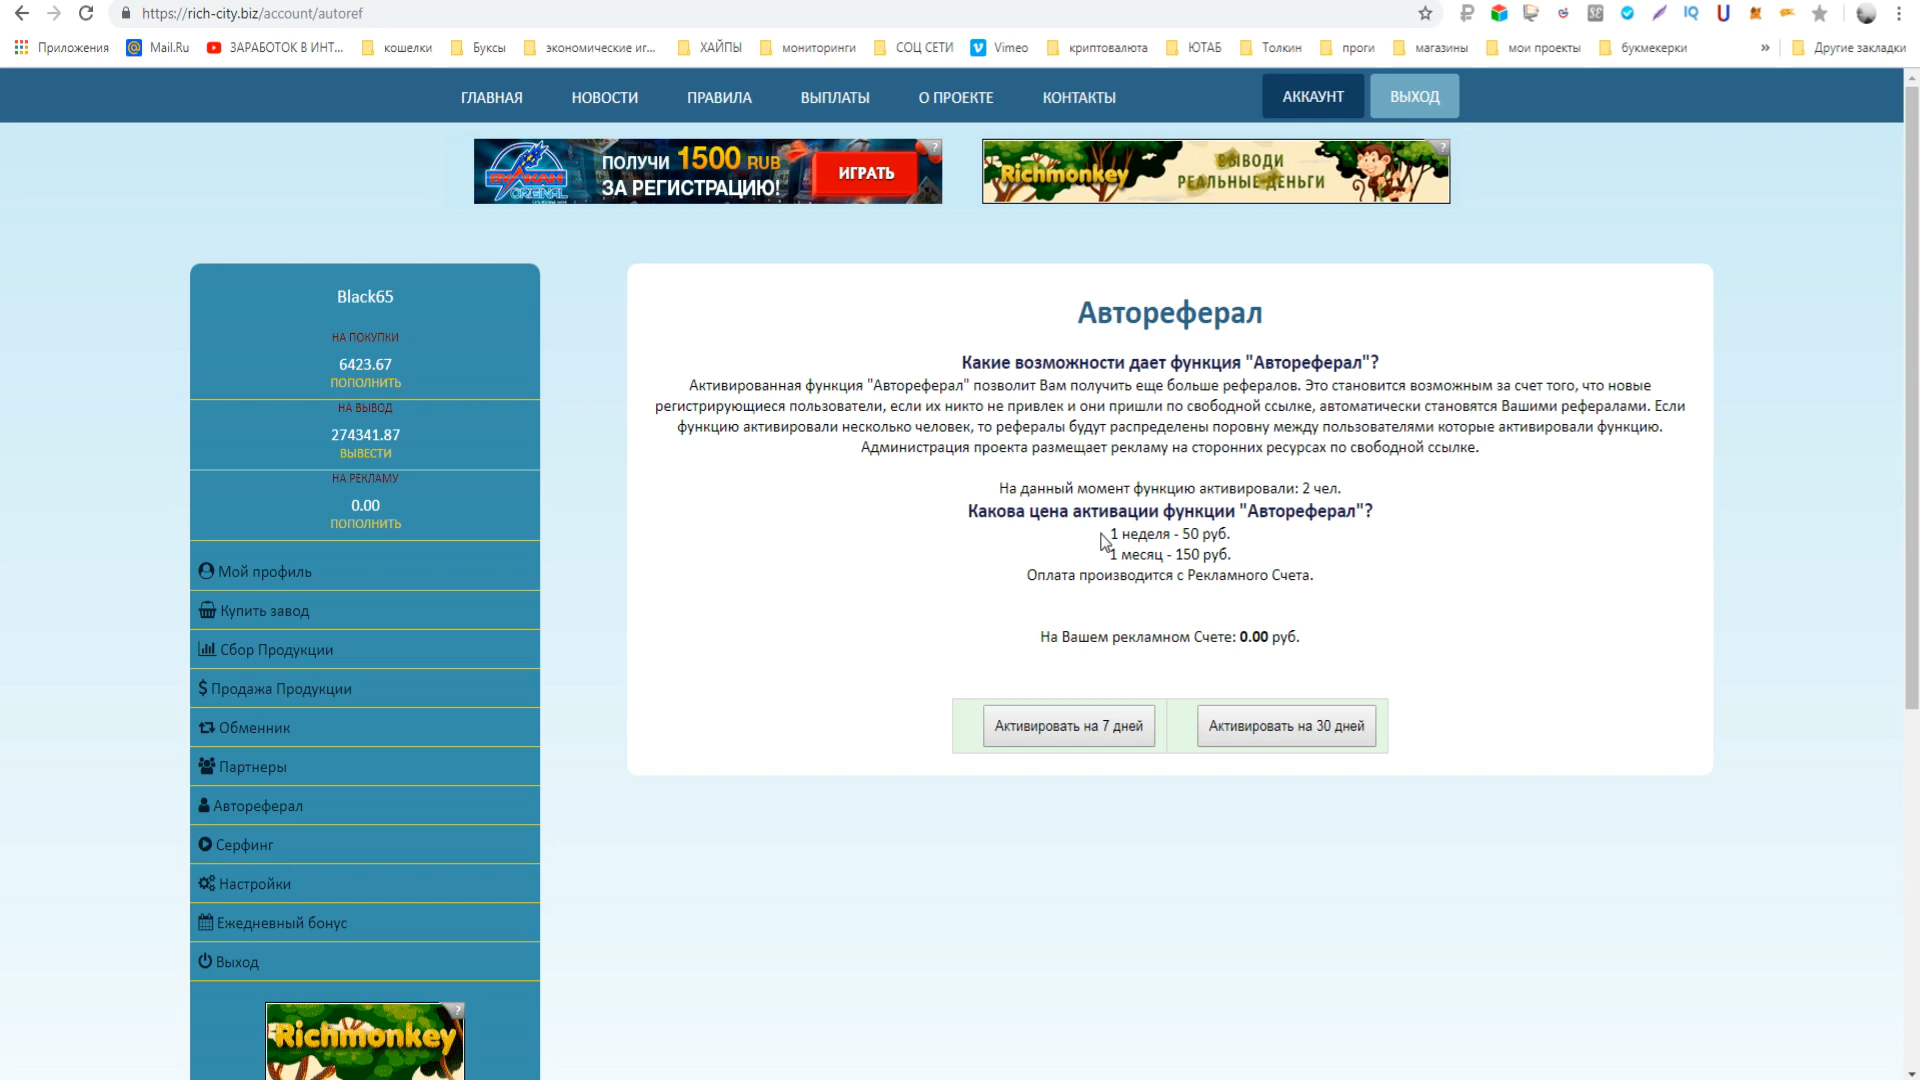 https://rich-city.biz/account/autoref
Приложения
Mail.Ru
ЗАРАБОТОК В ИНТ...
кошелки
Буксы
экономические иг...
ХАЙПЫ
мониторинги
СОЦ СЕТИ
Vimeo
криптовалюта
ЮТАБ
Толкин
проги
магазины
мои проекты
букмекерки
»
Другие закладки
ГЛАВНАЯ
НОВОСТИ
ПРАВИЛА
ВЫПЛАТЫ
О ПРОЕКТЕ
КОНТАКТЫ
АККАУНТ
ВЫХОД
ВУЛКАН
ORIGINAL
ПОЛУЧИ 1500 RUB
ЗА РЕГИСТРАЦИЮ!
ИГРАТЬ
Richmonkey
ВЫВОДИ
РЕАЛЬНЫЕ ДЕНЬГИ
Black65
НА ПОКУПКИ
6423.67
ПОПОЛНИТЬ
НА ВЫВОД
274341.87
ВЫВЕСТИ
НА РЕКЛАМУ
0.00
ПОПОЛНИТЬ
Мой профиль
Купить завод
Сбор Продукции
Продажа Продукции
Обменник
Партнеры
Автореферал
Серфинг
Настройки
Ежедневный бонус
Выход
Richmonkey
Автореферал
Какие возможности дает функция "Автореферал"?
Активированная функция "Автореферал" позволит Вам получить еще больше рефералов. Это становится возможным за счет того, что новые
регистрирующиеся пользователи, если их никто не привлек и они пришли по свободной ссылке, автоматически становятся Вашими рефералами. Если
функцию активировали несколько человек, то рефералы будут распределены поровну между пользователями которые активировали функцию.
Администрация проекта размещает рекламу на сторонних ресурсах по свободной ссылке.
На данный момент функцию активировали: 2 чел.
Какова цена активации функции "Автореферал"?
1 неделя - 50 руб.
1 месяц - 150 руб.
Оплата производится с Рекламного Счета.
На Вашем рекламном Счете: 0.00 руб.
Активировать на 7 дней
Активировать на 30 дней